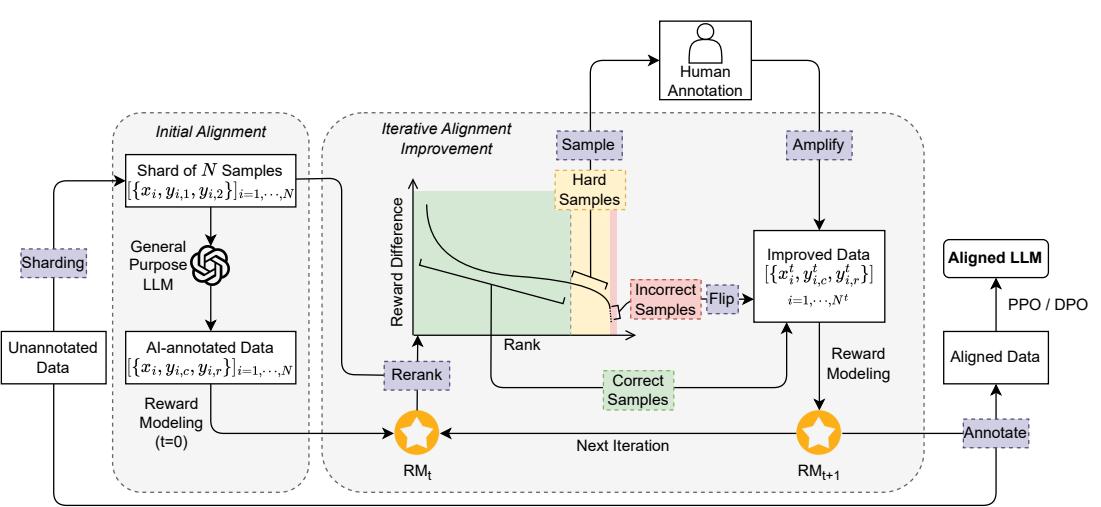 Human
Annotation
Initial Alignment
Iterative Alignment
Improvement
Sample
Amplify
Shard of N Samples
[{x_i, y_{i,1}, y_{i,2}}]_{i=1,⋯,N}
Hard
Samples
General
Purpose
LLM
Sharding
Reward Difference
Rank
Incorrect
Samples
Flip
Improved Data
[{x_i^t, y_{i,c}^t, y_{i,r}^t}]
i=1,⋯,N^t
Aligned LLM
PPO / DPO
Unannotated
Data
AI-annotated Data
[{x_i, y_{i,c}, y_{i,r}}]_{i=1,⋯,N}
Rerank
Correct
Samples
Reward
Modeling
Aligned Data
Reward
Modeling
(t=0)
Next Iteration
Annotate
RM_t
RM_{t+1}